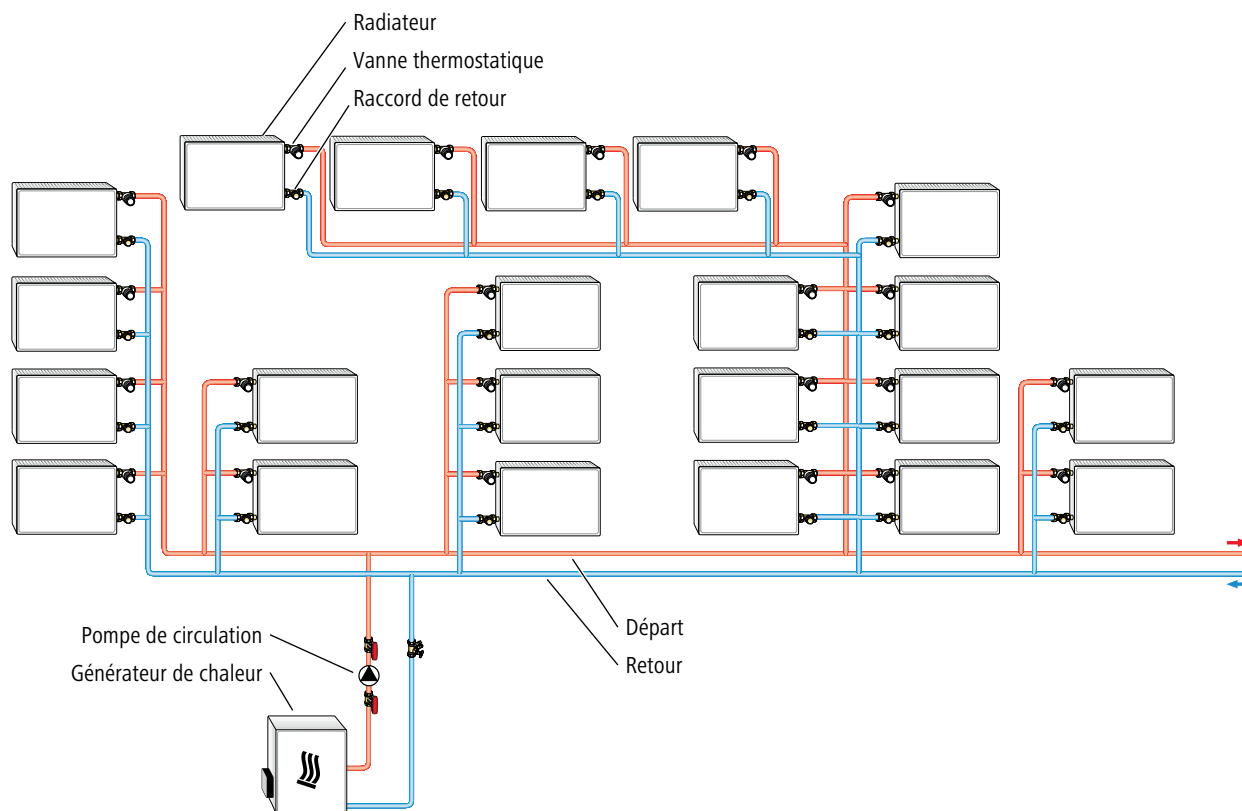 Radiateur
Vanne thermostatique
Raccord de retour
Départ
Retour
Pompe de circulation
Générateur de chaleur